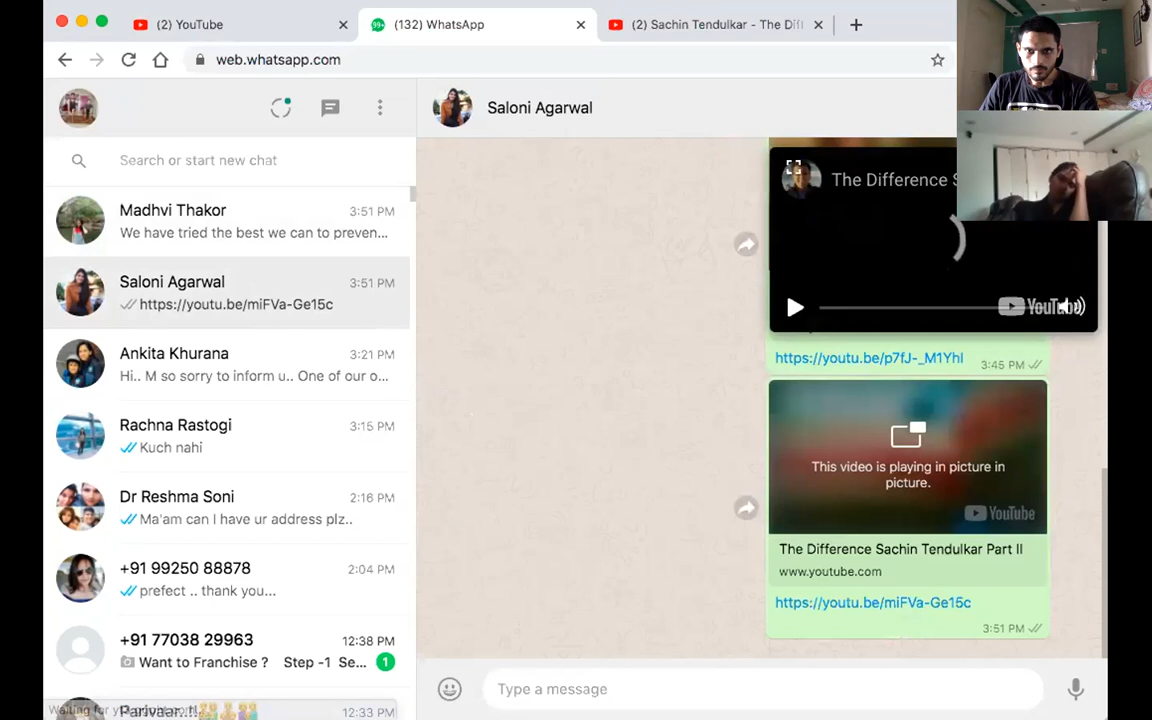 (2) YouTube
(132) WhatsApp
(2) Sachin Tendulkar - The Diff
web.whatsapp.com
Saloni Agarwal
Search or start new chat
Madhvi Thakor 3:51 PM
We have tried the best we can to preven...
Saloni Agarwal 3:51 PM
https://youtu.be/miFVa-Ge15c
Ankita Khurana 3:21 PM
Hi.. M so sorry to inform u.. One of our o...
Rachna Rastogi 3:15 PM
Kuch nahi
Dr Reshma Soni 2:16 PM
Ma'am can I have ur address plz..
+91 99250 88878 2:04 PM
prefect .. thank you...
+91 77038 29963 12:38 PM
Want to Franchise ? Step -1 Se... 1
Parivaar....! 12:33 PM
Waiting for
The Difference S
YouTube
https://youtu.be/p7fJ-_M1YhI 3:45 PM
This video is playing in picture in
picture.
YouTube
The Difference Sachin Tendulkar Part II
www.youtube.com
https://youtu.be/miFVa-Ge15c
3:51 PM
Type a message